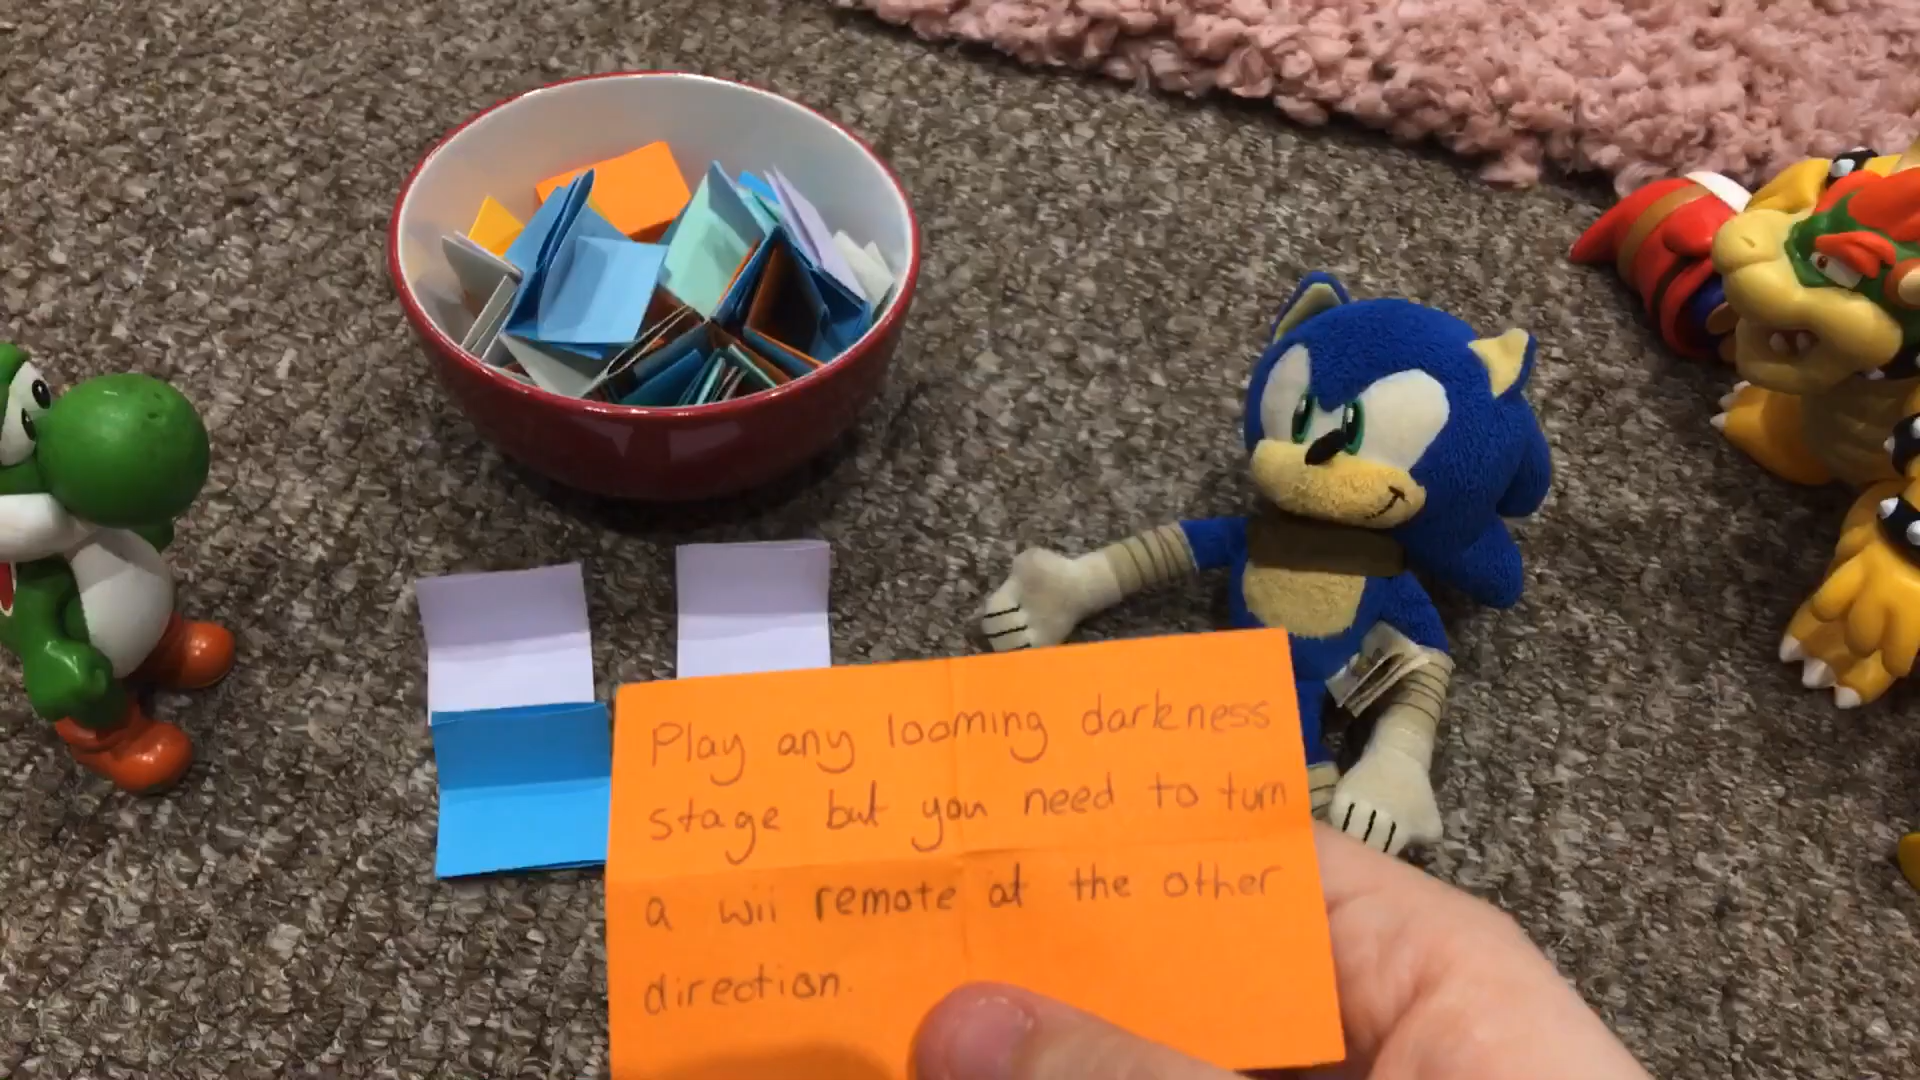 Play any looming darkness
stage but you need to turn
a wii remote at the other
direction.